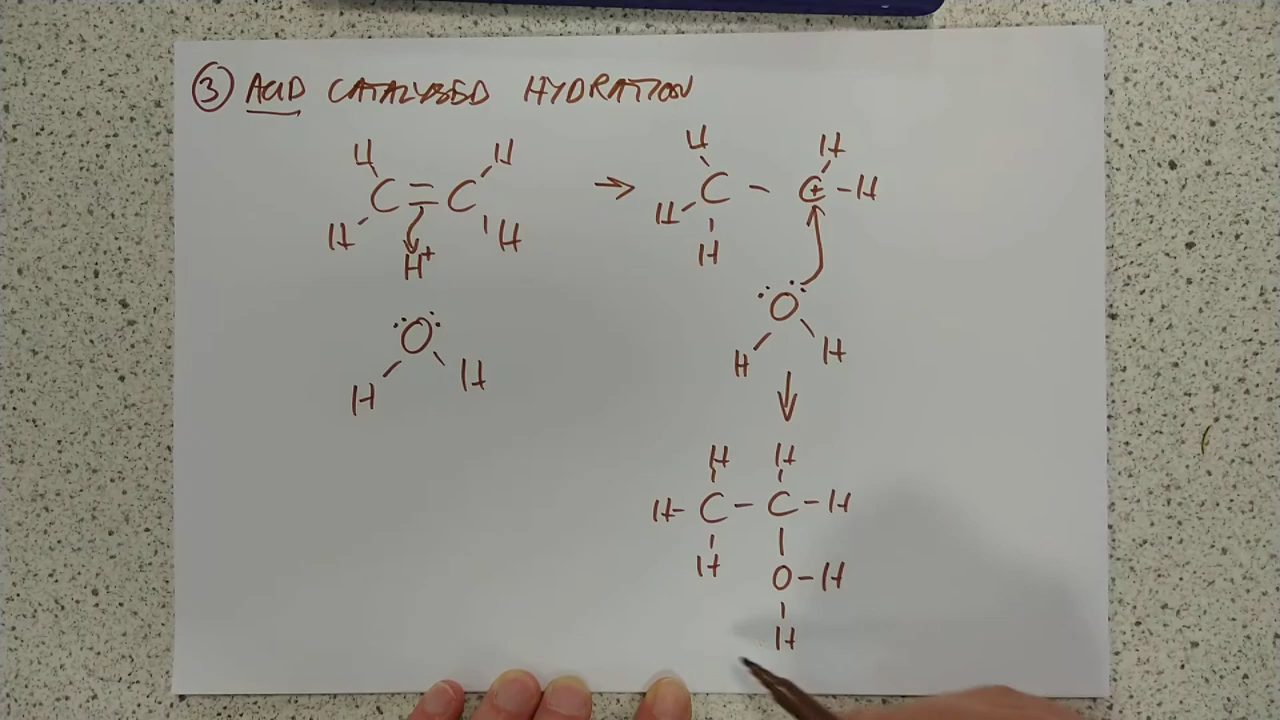 ③ ACID CATALYSED HYDRATION
H H H H
C = C → C - C+ - H
H H H
H+ H
O O
H H H H
↓
H H
H - C - C - H
H O - H
H